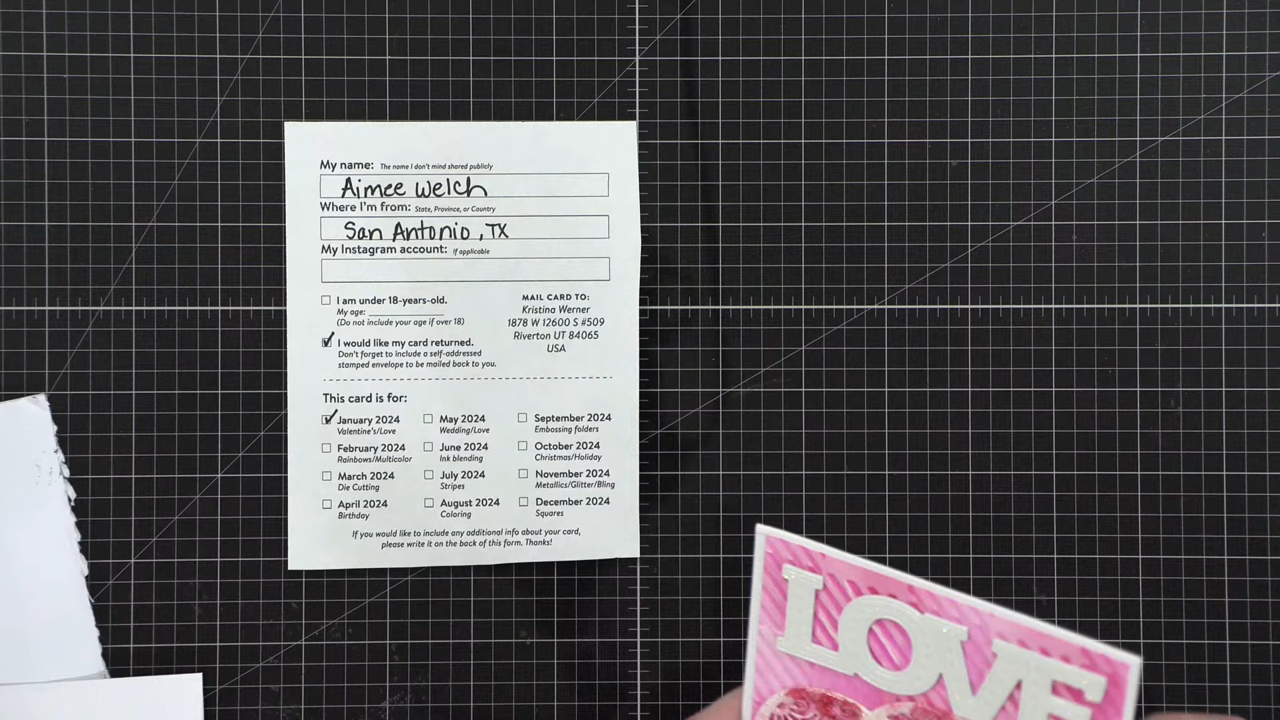 My name: The name I don't mind shared publicly
Aimee Welch
Where I'm from: State, Province, or Country
San Antonio, TX
My Instagram account: If applicable
I am under 18-years-old.
My age:
(Do not include your age if over 18)
I would like my card returned.
Don't forget to include a self-addressed
stamped envelope to be mailed back to you.
MAIL CARD TO:
Kristina Werner
1878 W 12600 S #509
Riverton UT 84065
USA
This card is for:
January 2024
Valentine's/Love
February 2024
Rainbows/Multicolor
March 2024
Die Cutting
April 2024
Birthday
May 2024
Wedding/Love
June 2024
Ink blending
July 2024
Stripes
August 2024
Coloring
September 2024
Embossing folders
October 2024
Christmas/Holiday
November 2024
Metallics/Glitter/Bling
December 2024
Squares
If you would like to include any additional info about your card,
please write it on the back of this form. Thanks!
LOVE